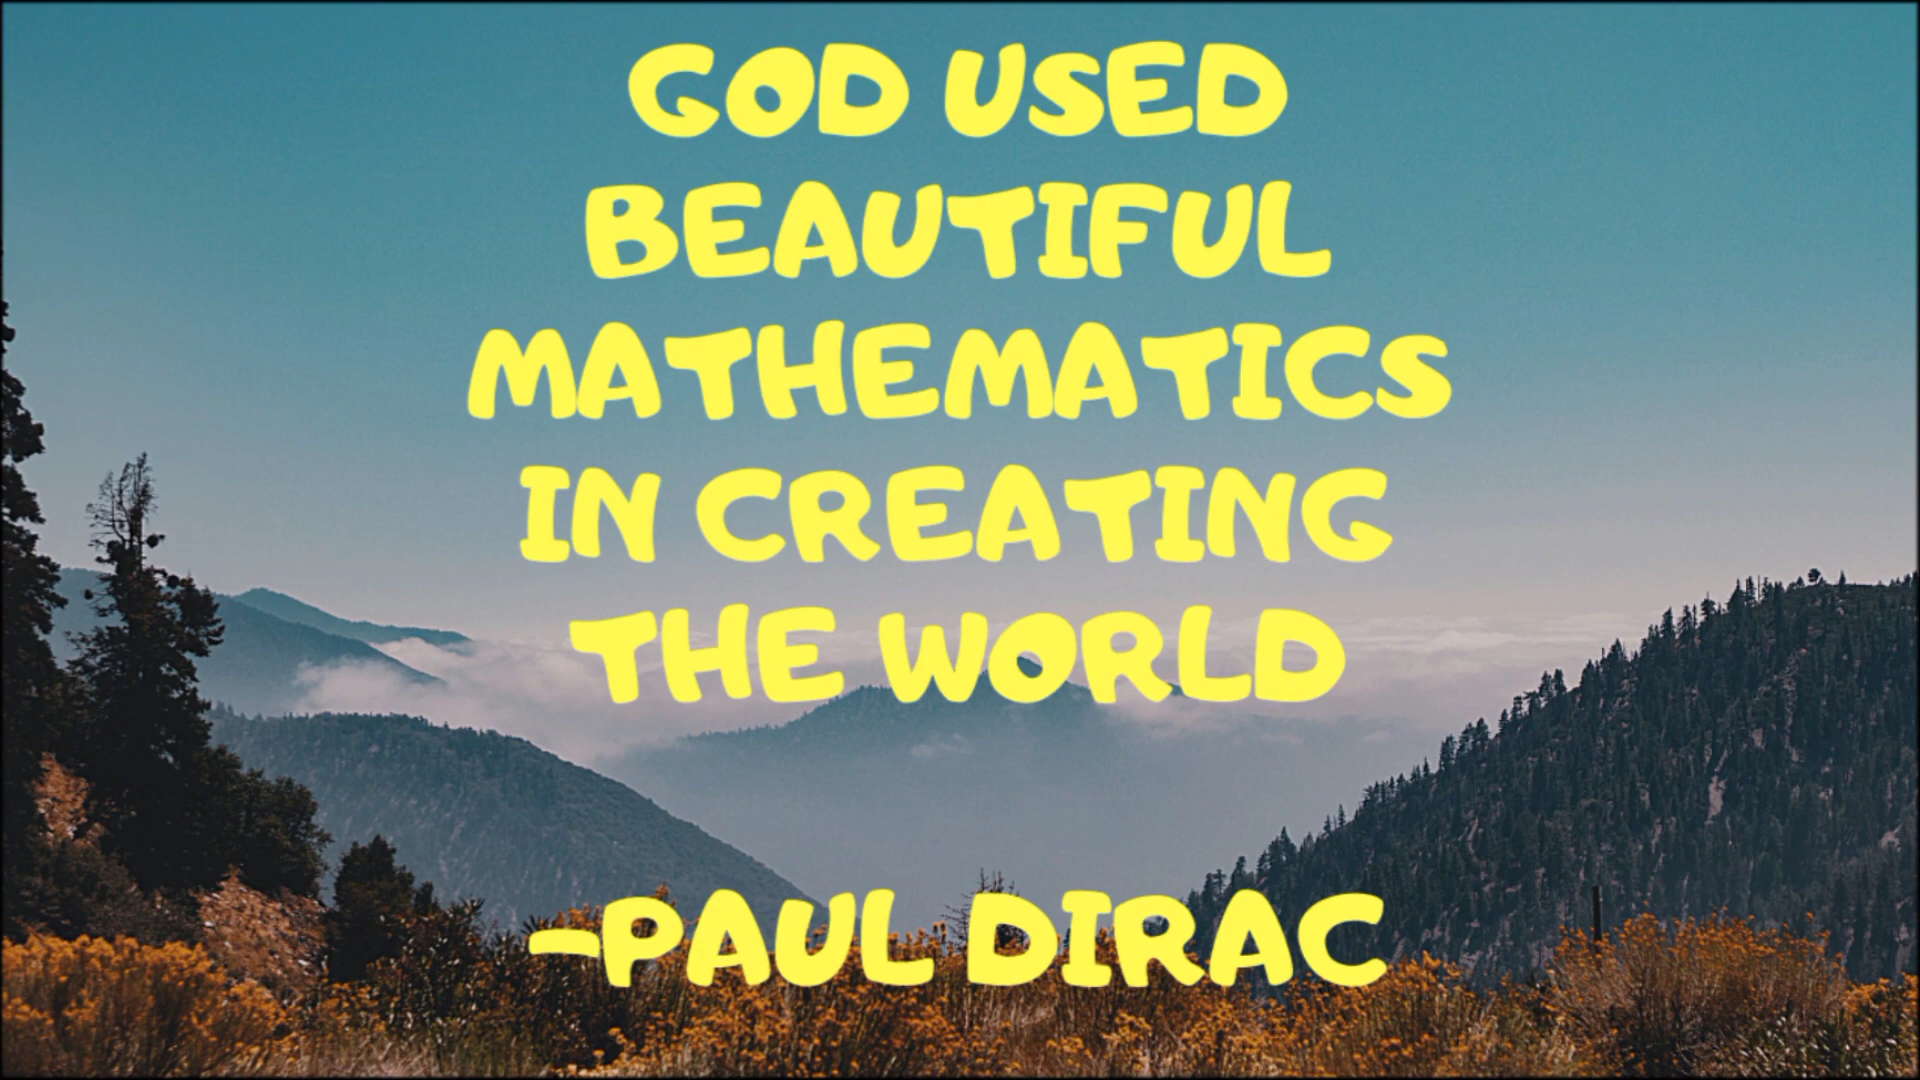 GOD USED
BEAUTIFUL
MATHEMATICS
IN CREATING
THE WORLD
-PAUL DIRAC